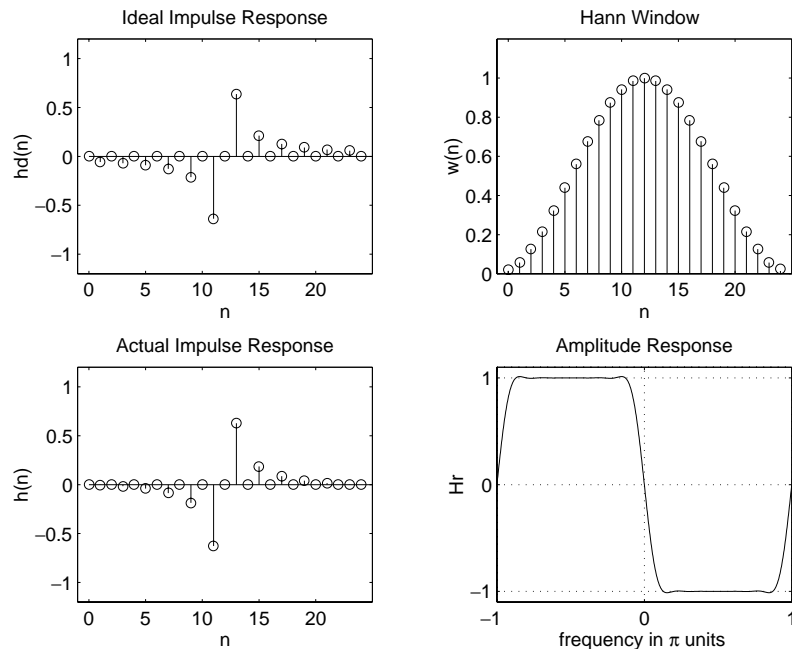 Ideal Impulse Response
1
0.5
0
−0.5
−1
hd(n)
0 5 10 15 20
n
Hann Window
1
0.8
0.6
0.4
0.2
0
w(n)
0 5 10 15 20
n
Actual Impulse Response
1
0.5
0
−0.5
−1
h(n)
0 5 10 15 20
n
Amplitude Response
1
0
−1
Hr
−1 0 1
frequency in π units